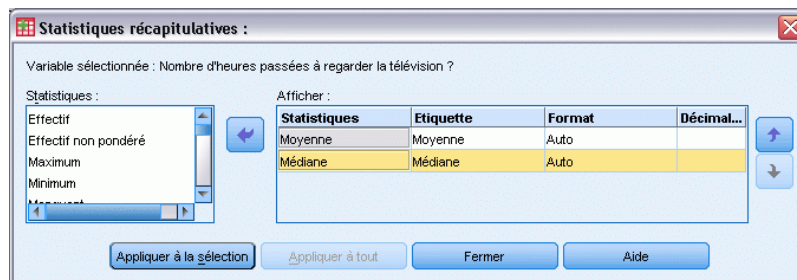 Statistiques récapitulatives :
Variable sélectionnée : Nombre d'heures passées à regarder la télévision ?
Statistiques :
Effectif
Effectif non pondéré
Maximum
Minimum
Manquant
Afficher :
Statistiques Etiquette Format Décimal...
Moyenne Moyenne Auto
Médiane Médiane Auto
Appliquer à la sélection Appliquer à tout Fermer Aide